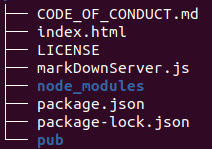 CODE_OF_CONDUCT.md
index.html
LICENSE
markDownServer.js
node_modules
package.json
package-lock.json
pub